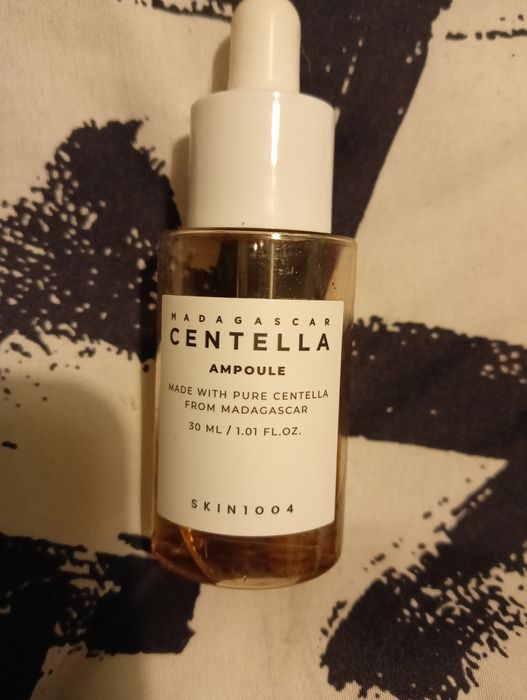 MADAGASCAR
CENTELLA
AMPOULE
MADE WITH PURE CENTELLA
FROM MADAGASCAR
30 ML / 1.01 FL.OZ.
SKIN1004